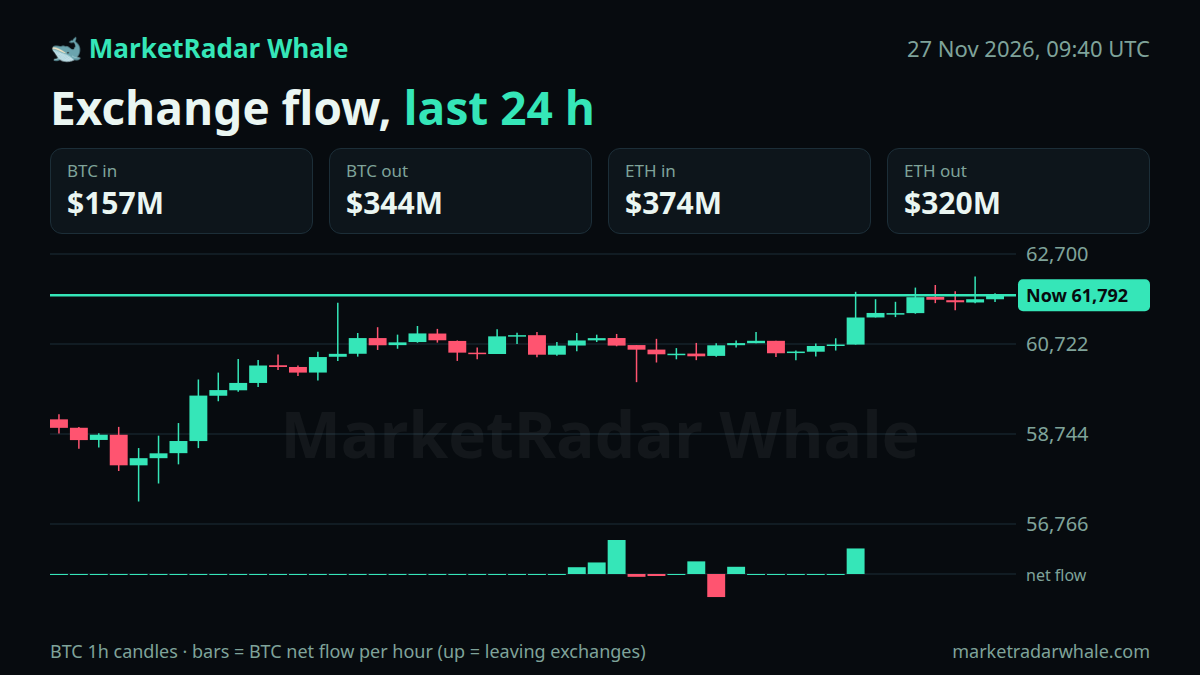 MarketRadar Whale
27 Nov 2026, 09:40 UTC
Exchange flow, last 24 h
BTC in
$157M
BTC out
$344M
ETH in
$374M
ETH out
$320M
62,700
Now 61,792
60,722
MarketRadar Whale
58,744
56,766
net flow
BTC 1h candles · bars = BTC net flow per hour (up = leaving exchanges)
marketradarwhale.com